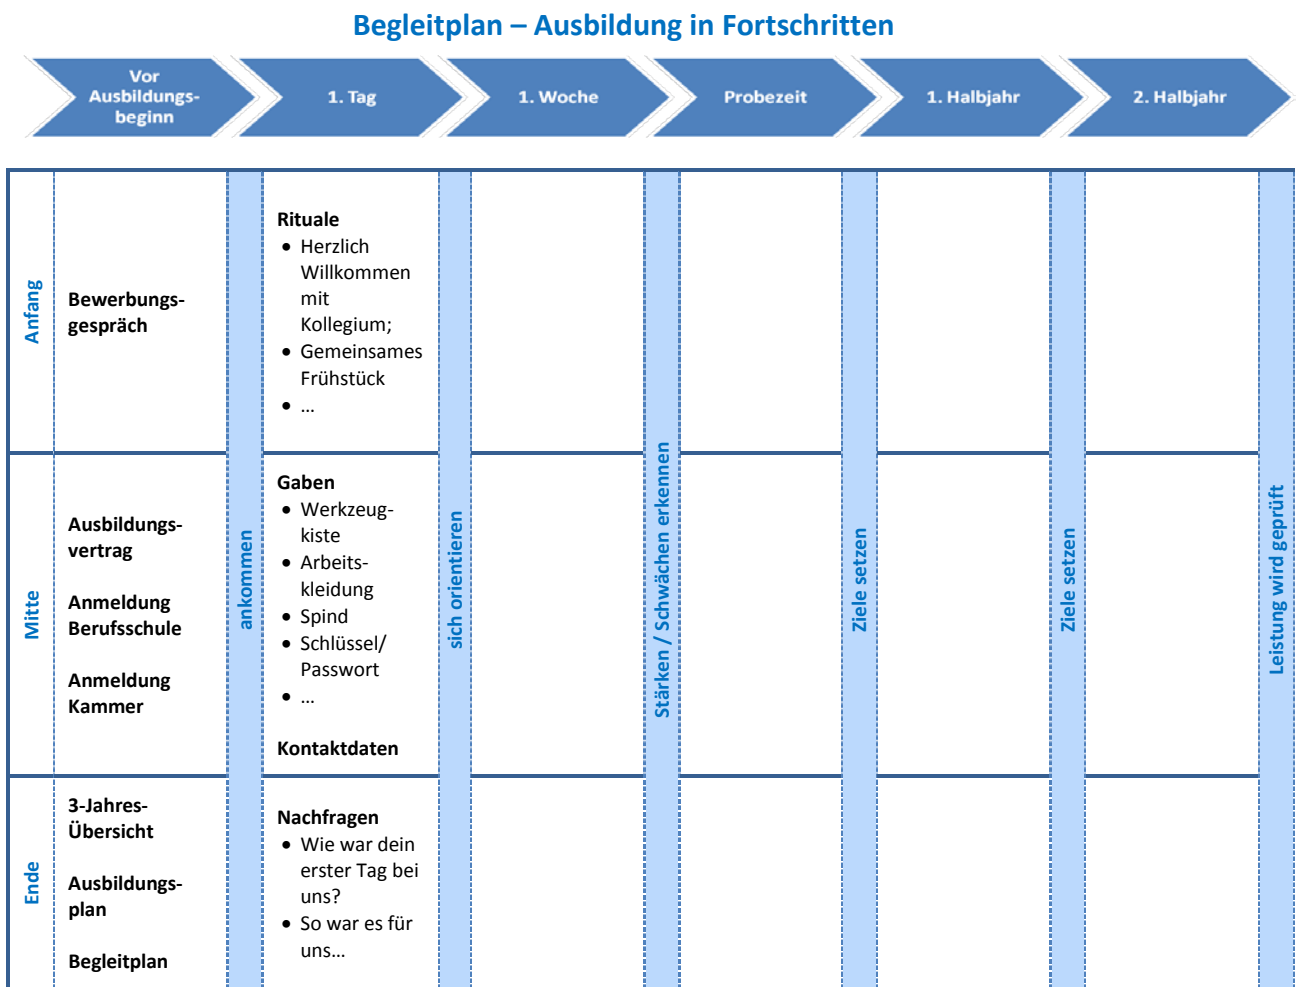 Begleitplan – Ausbildung in Fortschritten
Vor
Ausbildungs-
beginn
1. Tag
1. Woche
Probezeit
1. Halbjahr
2. Halbjahr
Anfang
Bewerbungs-
gespräch
Rituale
• Herzlich
Willkommen
mit
Kollegium;
• Gemeinsames
Frühstück
• …
Mitte
Ausbildungs-
vertrag
Anmeldung
Berufsschule
Anmeldung
Kammer
ankommen
Gaben
• Werkzeug-
kiste
• Arbeits-
kleidung
• Spind
• Schlüssel/
Passwort
• …
Kontaktdaten
sich orientieren
Stärken / Schwächen erkennen
Ziele setzen
Ziele setzen
Leistung wird geprüft
Ende
3-Jahres-
Übersicht
Ausbildungs-
plan
Begleitplan
Nachfragen
• Wie war dein
erster Tag bei
uns?
• So war es für
uns…